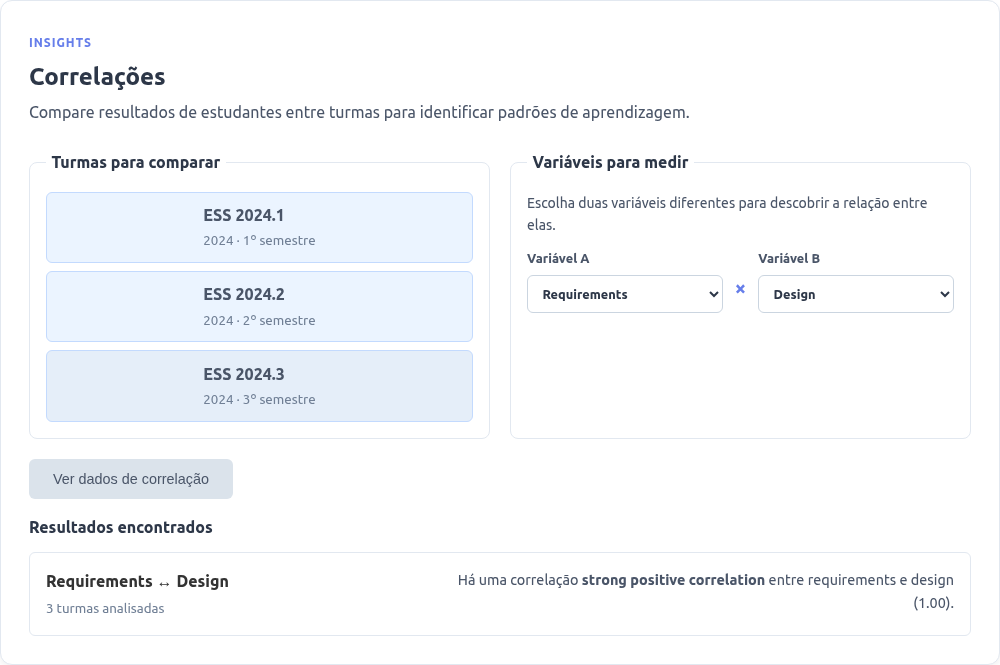 INSIGHTS
Correlações
Compare resultados de estudantes entre turmas para identificar padrões de aprendizagem.
Turmas para comparar
ESS 2024.1
2024 · 1º semestre
ESS 2024.2
2024 · 2º semestre
ESS 2024.3
2024 · 3º semestre
Variáveis para medir
Escolha duas variáveis diferentes para descobrir a relação entre
elas.
Variável A
Requirements
×
Variável B
Design
Ver dados de correlação
Resultados encontrados
Requirements ↔ Design
3 turmas analisadas
Há uma correlação strong positive correlation entre requirements e design
(1.00).